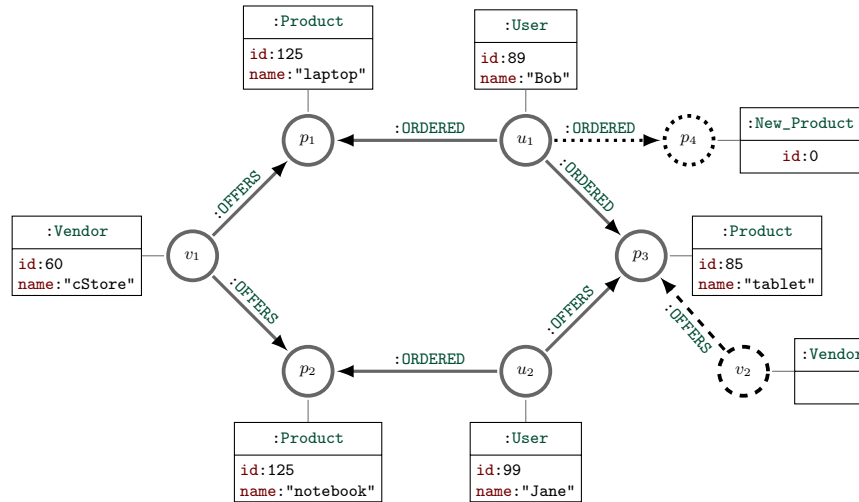 :Product
id:125
name:"laptop"
:User
id:89
name:"Bob"
p1
:ORDERED
u1
:ORDERED
p4
:New_Product
id:0
:OFFERS
:ORDERED
:Vendor
id:60
name:"cStore"
v1
p3
:Product
id:85
name:"tablet"
:OFFERS
:OFFERS
:OFFERS
p2
:ORDERED
u2
v2
:Vendor
:Product
id:125
name:"notebook"
:User
id:99
name:"Jane"